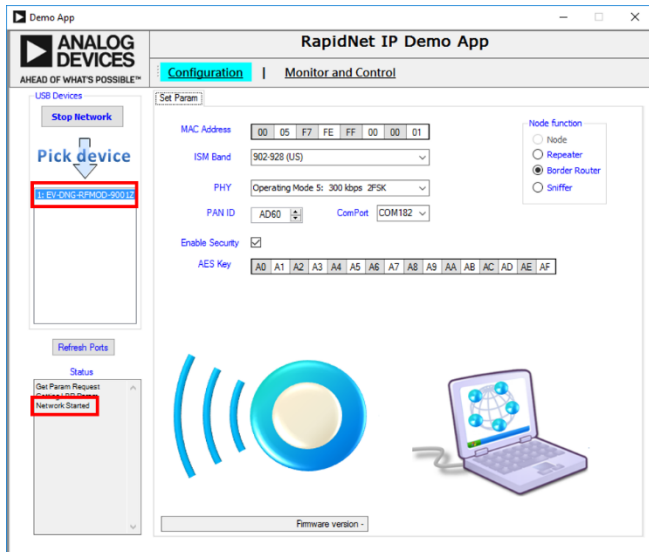 Demo App
ANALOG
DEVICES
AHEAD OF WHAT'S POSSIBLE™
RapidNet IP Demo App
Configuration | Monitor and Control
USB Devices
Stop Network
Pick device
1: EV-DNG-RFMOD-9001Z
Refresh Ports
Status
Get Param Request
Network Started
Set Param
MAC Address 00 05 F7 FE FF 00 00 01
ISM Band 902-928 (US)
PHY Operating Mode 5: 300 kbps 2FSK
PAN ID AD60 ComPort COM182
Enable Security
AES Key A0 A1 A2 A3 A4 A5 A6 A7 A8 A9 AA AB AC AD AE AF
Node function
Node
Repeater
Border Router
Sniffer
Firmware version -